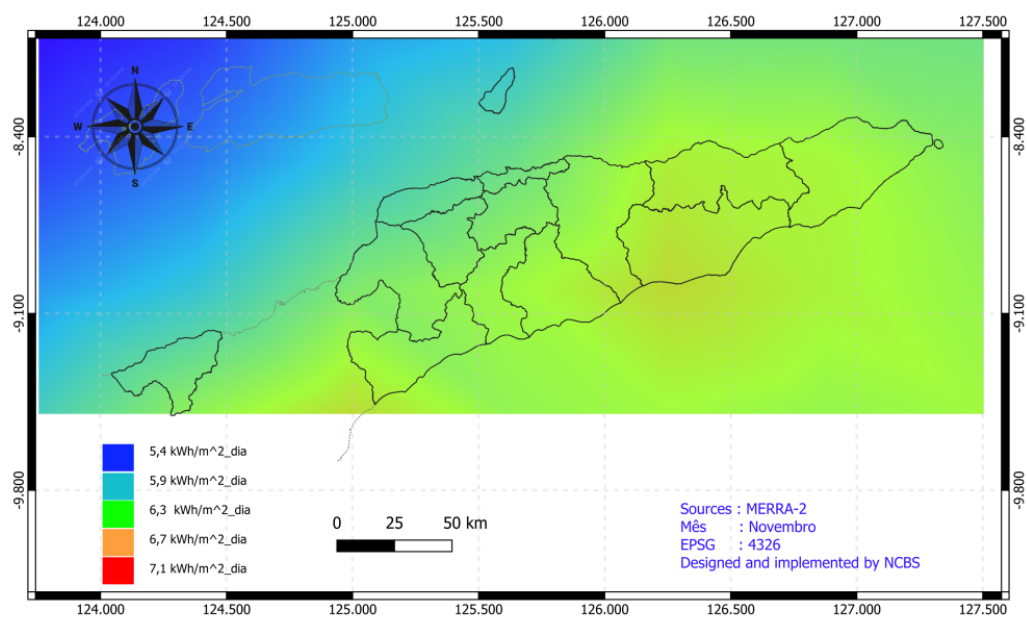 124.000 124.500 125.000 125.500 126.000 126.500 127.000 127.500
N
W E
S
-8.400 -8.400
-9.100 -9.100
-9.800 -9.800
5,4 kWh/m^2_dia
5,9 kWh/m^2_dia
6,3 kWh/m^2_dia
6,7 kWh/m^2_dia
7,1 kWh/m^2_dia
0 25 50 km
Sources : MERRA-2
Mês : Novembro
EPSG : 4326
Designed and implemented by NCBS
124.000 124.500 125.000 125.500 126.000 126.500 127.000 127.500